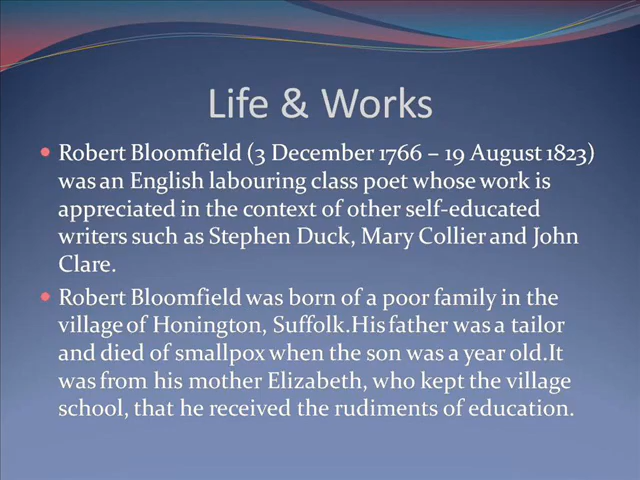 Life & Works
• Robert Bloomfield (3 December 1766 – 19 August 1823)
was an English labouring class poet whose work is
appreciated in the context of other self-educated
writers such as Stephen Duck, Mary Collier and John
Clare.
• Robert Bloomfield was born of a poor family in the
village of Honington, Suffolk.His father was a tailor
and died of smallpox when the son was a year old.It
was from his mother Elizabeth, who kept the village
school, that he received the rudiments of education.